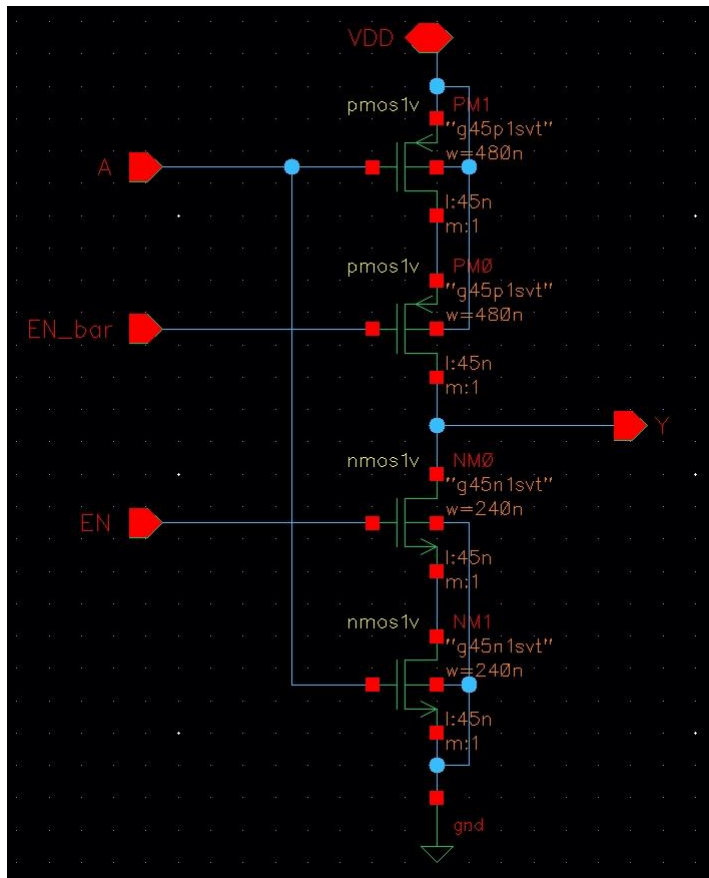 VDD
pmos1v PM1
"g45p1svt"
w=480n
A
l:45n
m:1
pmos1v PM0
"g45p1svt"
w=480n
EN_bar
l:45n
m:1
Y
nmos1v NM0
"g45n1svt"
w=240n
EN
l:45n
m:1
nmos1v NM1
"g45n1svt"
w=240n
l:45n
m:1
gnd